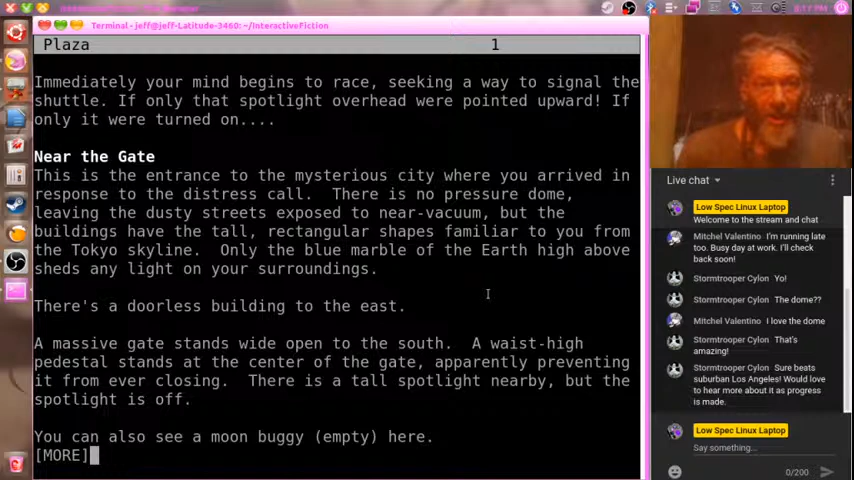 Terminal - jeff@jeff-Latitude-3460: ~/InteractiveFiction
Plaza 1
Immediately your mind begins to race, seeking a way to signal the
shuttle. If only that spotlight overhead were pointed upward! If
only it were turned on....
Near the Gate
This is the entrance to the mysterious city where you arrived in
response to the distress call.  There is no pressure dome,
leaving the dusty streets exposed to near-vacuum, but the
buildings have the tall, rectangular shapes familiar to you from
the Tokyo skyline.  Only the blue marble of the Earth high above
sheds any light on your surroundings.
There's a doorless building to the east.
A massive gate stands wide open to the south.  A waist-high
pedestal stands at the center of the gate, apparently preventing
it from ever closing.  There is a tall spotlight nearby, but the
spotlight is off.
You can also see a moon buggy (empty) here.
[MORE]
Live chat
Low Spec Linux Laptop
Welcome to the stream and chat
Mitchel Valentino I'm running late
too. Busy day at work. I'll check
back soon!
Stormtrooper Cylon Yo!
Stormtrooper Cylon The dome??
Mitchel Valentino I love the dome
Stormtrooper Cylon That's
amazing!
Stormtrooper Cylon Sure beats
suburban Los Angeles! Would love
to hear more about it as progress
is made.
Low Spec Linux Laptop
Say something...
0/200